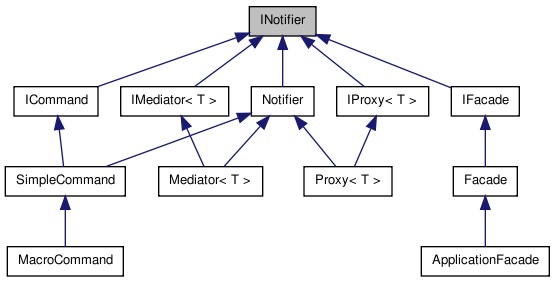 INotifier
ICommand
IMediator< T >
Notifier
IProxy< T >
IFacade
SimpleCommand
Mediator< T >
Proxy< T >
Facade
MacroCommand
ApplicationFacade